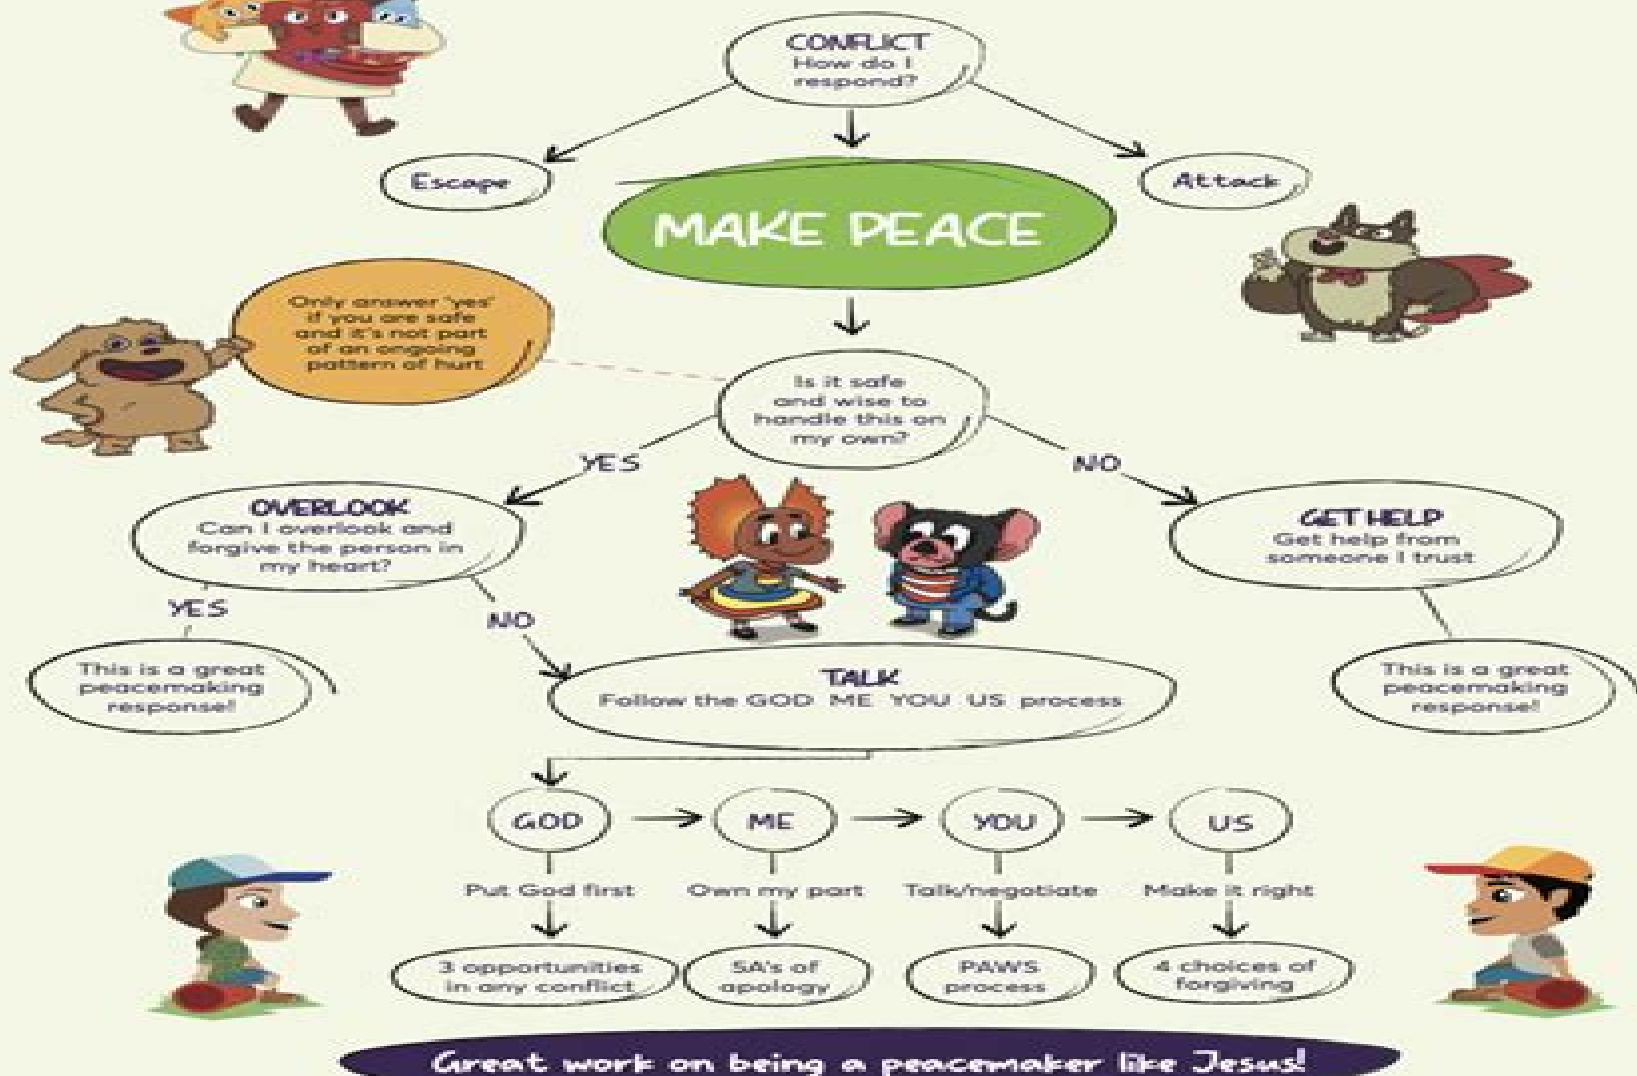 CONFLICT
How do I
respond?
Escape
Attack
MAKE PEACE
Only answer 'yes'
if you are safe
and it's not part
of an ongoing
pattern of hurt
Is it safe
and wise to
handle this on
my own?
YES
NO
OVERLOOK
Can I overlook and
forgive the person in
my heart?
GET HELP
Get help from
someone I trust
YES
NO
This is a great
peacemaking
response!
TALK
Follow the GOD ME YOU US process
This is a great
peacemaking
response!
GOD
ME
YOU
US
Put God first
Own my part
Talk/negotiate
Make it right
3 opportunities
in any conflict
5A's of
apology
PAWS
process
4 choices of
forgiving
Great work on being a peacemaker like Jesus!